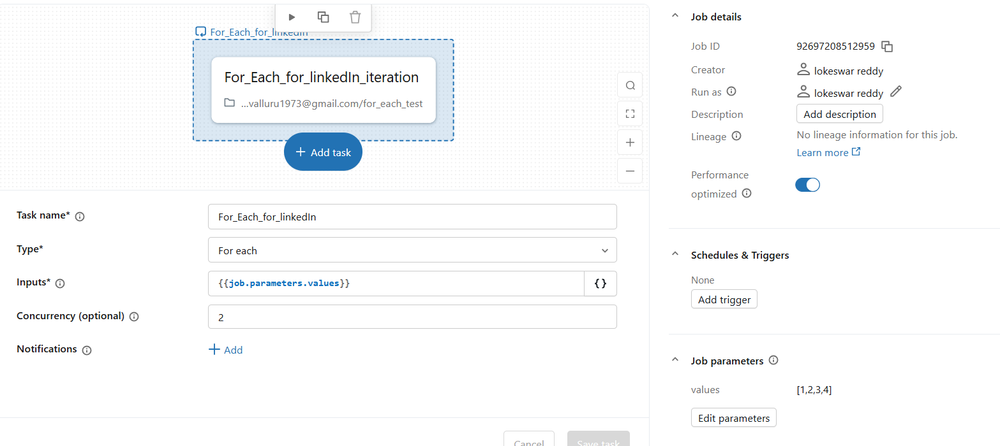 For_Each_for_linkedIn
For_Each_for_linkedIn_iteration
...valluru1973@gmail.com/for_each_test
+ Add task
Task name*
For_Each_for_linkedIn
Type*
For each
Inputs*
{{job.parameters.values}}
{}
Concurrency (optional)
2
Notifications
+ Add
Cancel
Save task
Job details
Job ID
92697208512959
Creator
lokeswar reddy
Run as
lokeswar reddy
Description
Add description
Lineage
No lineage information for this job.
Learn more
Performance
optimized
Schedules & Triggers
None
Add trigger
Job parameters
values
[1,2,3,4]
Edit parameters